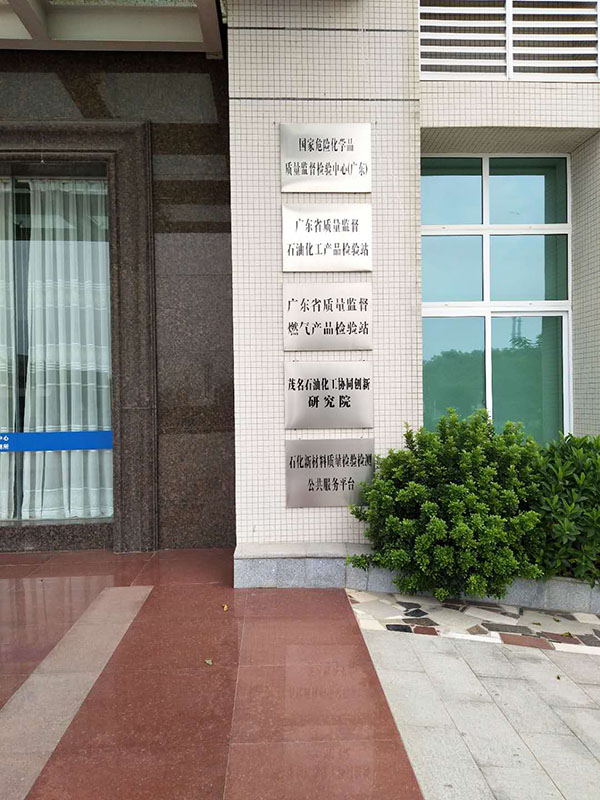 国家危险化学品
质量监督检验中心(广东)
广东省质量监督
石油化工产品检验站
广东省质量监督
燃气产品检验站
茂名石油化工协同创新
研究院
石化新材料质量检验检测
公共服务平台
中心